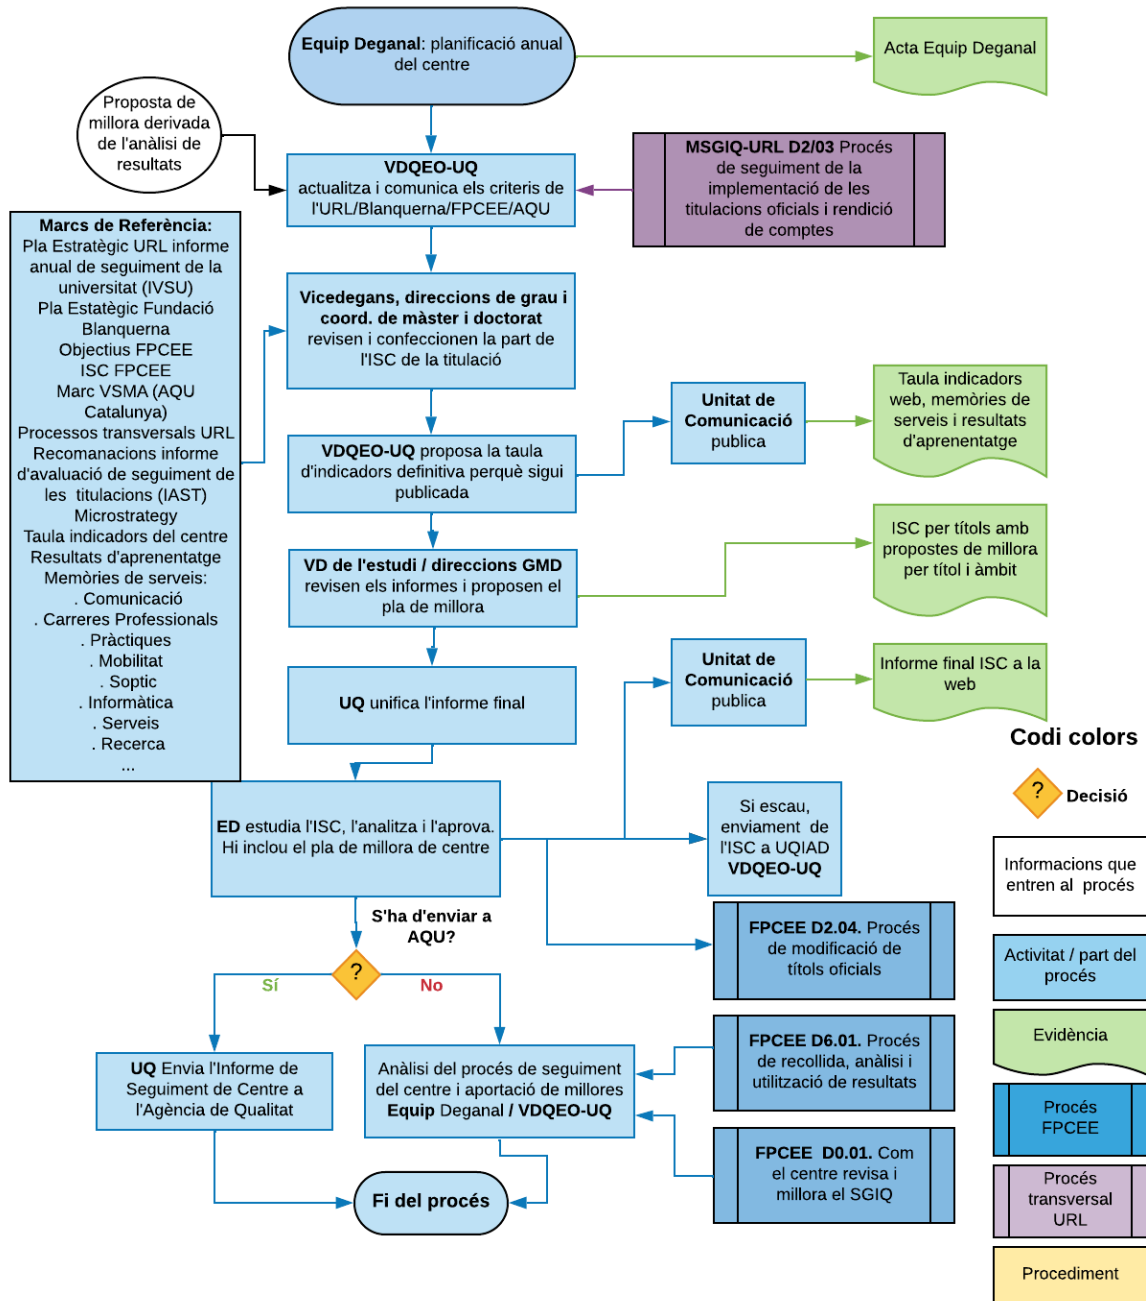 Equip Deganal: planificació anual
del centre
Acta Equip Deganal
Proposta de
millora derivada
de l'anàlisi de
resultats
VDQEO-UQ
actualitza i comunica els criteris de
l'URL/Blanquerna/FPCEE/AQU
MSGIQ-URL D2/03 Procés
de seguiment de la
implementació de les
titulacions oficials i rendició
de comptes
Marcs de Referència:
Pla Estratègic URL informe
anual de seguiment de la
universitat (IVSU)
Pla Estatègic Fundació
Blanquerna
Objectius FPCEE
ISC FPCEE
Marc VSMA (AQU
Catalunya)
Processos transversals URL
Recomanacions informe
d'avaluació de seguiment de
les titulacions (IAST)
Microstrategy
Taula indicadors del centre
Resultats d'aprenentatge
Memòries de serveis:
. Comunicació
. Carreres Professionals
. Pràctiques
. Mobilitat
. Soptic
. Informàtica
. Serveis
. Recerca
...
Vicedegans, direccions de grau i
coord. de màster i doctorat
revisen i confeccionen la part de
l'ISC de la titulació
VDQEO-UQ proposa la taula
d'indicadors definitiva perquè sigui
publicada
Unitat de
Comunicació
publica
Taula indicadors
web, memòries de
serveis i resultats
d'aprenentatge
VD de l'estudi / direccions GMD
revisen els informes i proposen el
pla de millora
ISC per títols amb
propostes de millora
per títol i àmbit
UQ unifica l'informe final
Unitat de
Comunicació
publica
Informe final ISC a la
web
ED estudia l'ISC, l'analitza i l'aprova.
Hi inclou el pla de millora de centre
Si escau,
enviament de
l'ISC a UQIAD
VDQEO-UQ
S'ha d'enviar a
AQU?
?
Sí
No
FPCEE D2.04. Procés
de modificació de
títols oficials
UQ Envia l'Informe de
Seguiment de Centre a
l'Agència de Qualitat
Anàlisi del procés de seguiment
del centre i aportació de millores
Equip Deganal / VDQEO-UQ
FPCEE D6.01. Procés
de recollida, anàlisi i
utilització de resultats
FPCEE D0.01. Com
el centre revisa i
millora el SGIQ
Fi del procés
Codi colors
?
Decisió
Informacions que
entren al procés
Activitat / part del
procés
Evidència
Procés
FPCEE
Procés
transversal
URL
Procediment